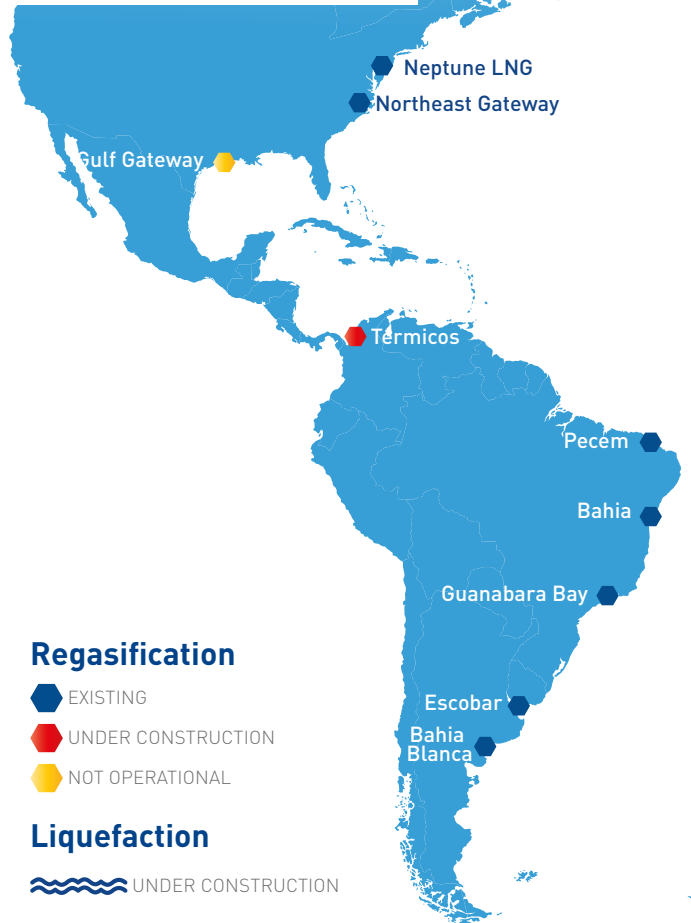 Neptune LNG
Northeast Gateway
Gulf Gateway
Termicos
Pecem
Bahia
Guanabara Bay
Escobar
Bahia
Blanca
Regasification
EXISTING
UNDER CONSTRUCTION
NOT OPERATIONAL
Liquefaction
UNDER CONSTRUCTION